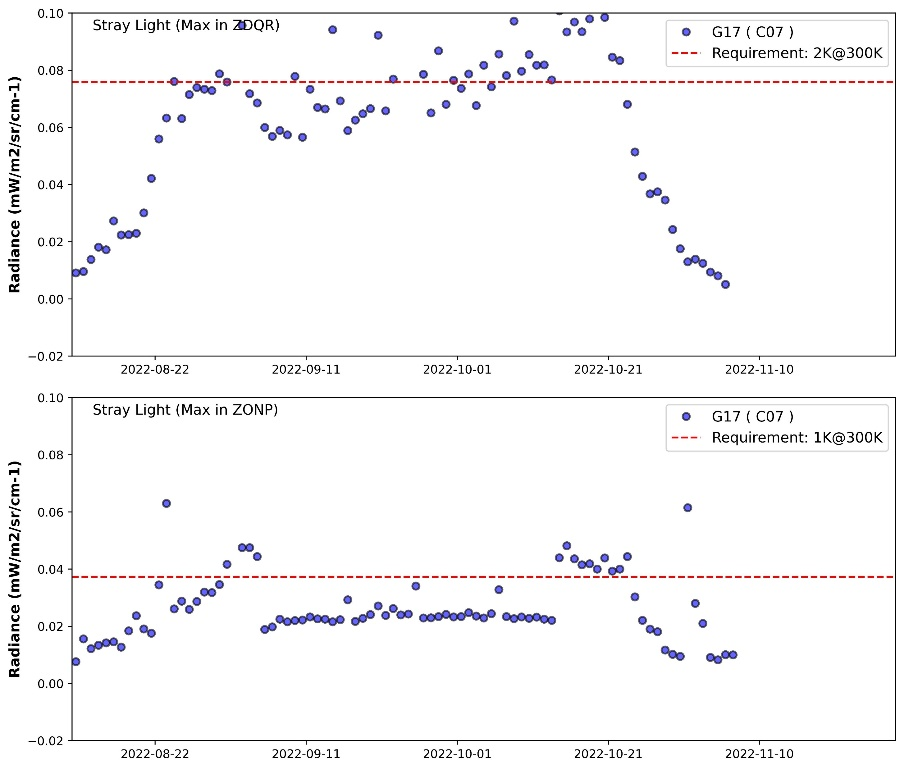 Stray Light (Max in ZDQR)
G17 ( C07 )
Requirement: 2K@300K
Radiance (mW/m2/sr/cm-1)
0.10
0.08
0.06
0.04
0.02
0.00
−0.02
2022-08-22 2022-09-11 2022-10-01 2022-10-21 2022-11-10
Stray Light (Max in ZONP)
G17 ( C07 )
Requirement: 1K@300K
Radiance (mW/m2/sr/cm-1)
0.10
0.08
0.06
0.04
0.02
0.00
−0.02
2022-08-22 2022-09-11 2022-10-01 2022-10-21 2022-11-10